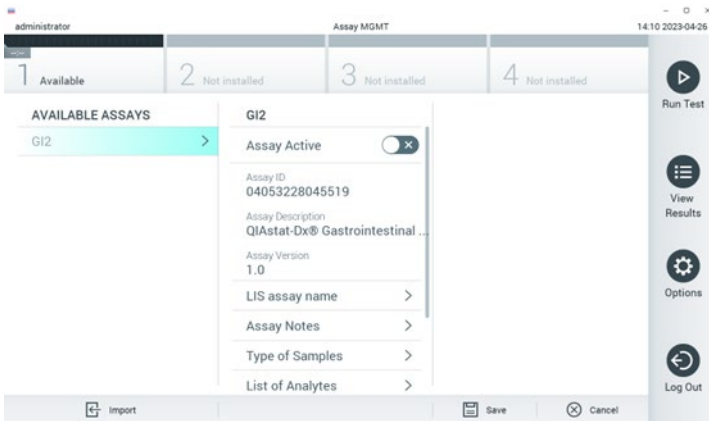 administrator
Assay MGMT
14:10 2023-04-26
1 Available
2 Not installed
3 Not installed
4 Not installed
Run Test
View
Results
Options
Log Out
AVAILABLE ASSAYS
GI2
GI2
Assay Active
Assay ID
04053228045519
Assay Description
QIAstat-Dx® Gastrointestinal ...
Assay Version
1.0
LIS assay name
Assay Notes
Type of Samples
List of Analytes
Import
Save
Cancel